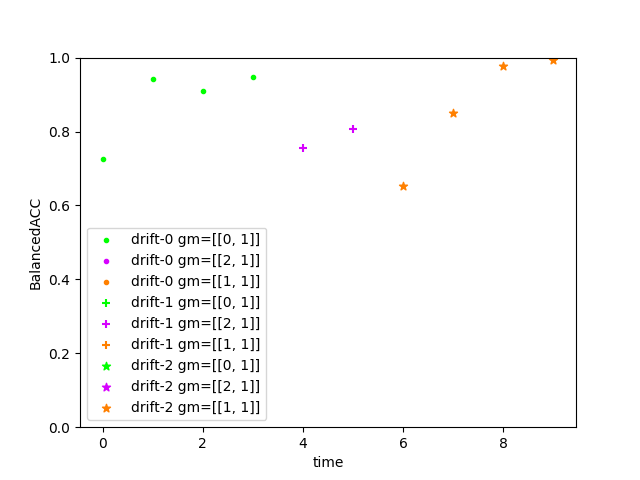 1.0
0.8
0.6
0.4
0.2
0.0
BalancedACC
drift-0 gm=[[0, 1]]
drift-0 gm=[[2, 1]]
drift-0 gm=[[1, 1]]
drift-1 gm=[[0, 1]]
drift-1 gm=[[2, 1]]
drift-1 gm=[[1, 1]]
drift-2 gm=[[0, 1]]
drift-2 gm=[[2, 1]]
drift-2 gm=[[1, 1]]
0 2 4 6 8
time